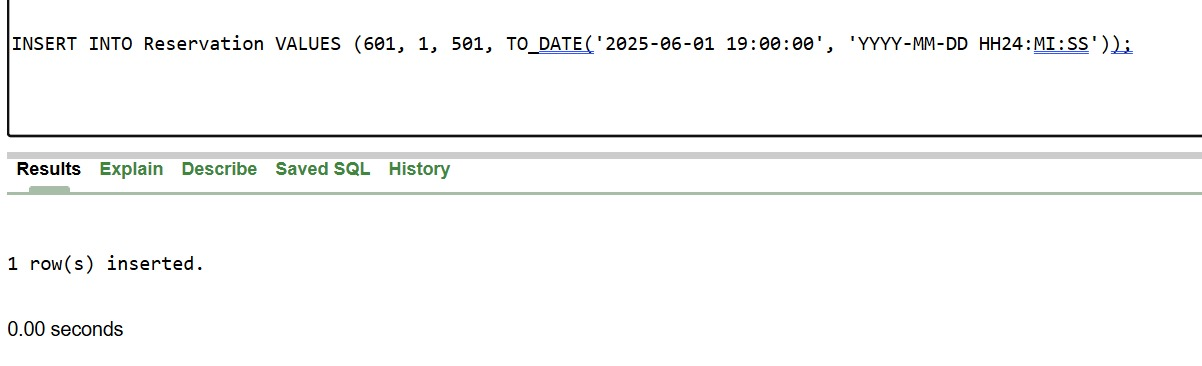 INSERT INTO Reservation VALUES (601, 1, 501, TO_DATE('2025-06-01 19:00:00', 'YYYY-MM-DD HH24:MI:SS'));
Results Explain Describe Saved SQL History
1 row(s) inserted.
0.00 seconds